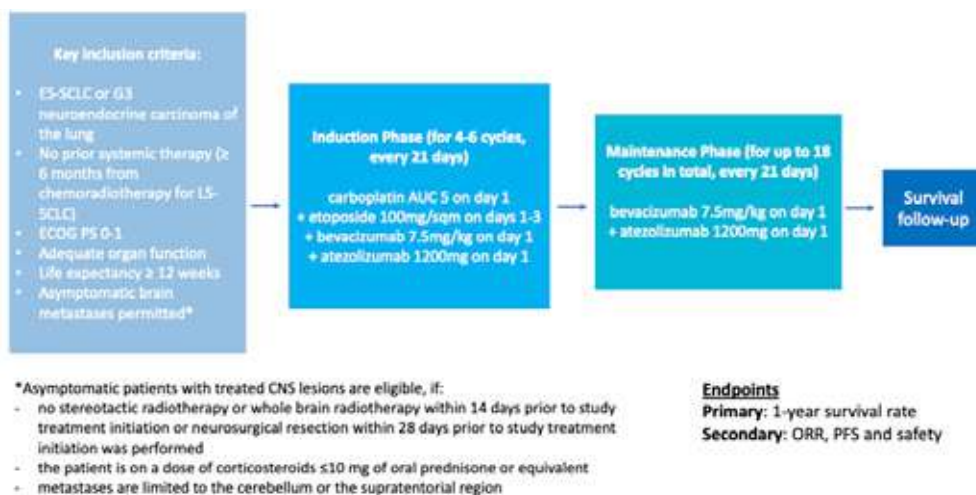 Key inclusion criteria:
• ES-SCLC or G3
neuroendocrine carcinoma of
the lung
• No prior systemic therapy (≥
6 months from
chemoradiotherapy for LS-
SCLC)
• ECOG PS 0-1
• Adequate organ function
• Life expectancy ≥ 12 weeks
• Asymptomatic brain
metastases permitted*
Induction Phase (for 4-6 cycles,
every 21 days)
carboplatin AUC 5 on day 1
+ etoposide 100mg/sqm on days 1-3
+ bevacizumab 7.5mg/kg on day 1
+ atezolizumab 1200mg on day 1
Maintenance Phase (for up to 18
cycles in total, every 21 days)
bevacizumab 7.5mg/kg on day 1
+ atezolizumab 1200mg on day 1
Survival
follow-up
*Asymptomatic patients with treated CNS lesions are eligible, if:
- no stereotactic radiotherapy or whole brain radiotherapy within 14 days prior to study
treatment initiation or neurosurgical resection within 28 days prior to study treatment
initiation was performed
- the patient is on a dose of corticosteroids ≤10 mg of oral prednisone or equivalent
- metastases are limited to the cerebellum or the supratentorial region
Endpoints
Primary: 1-year survival rate
Secondary: ORR, PFS and safety